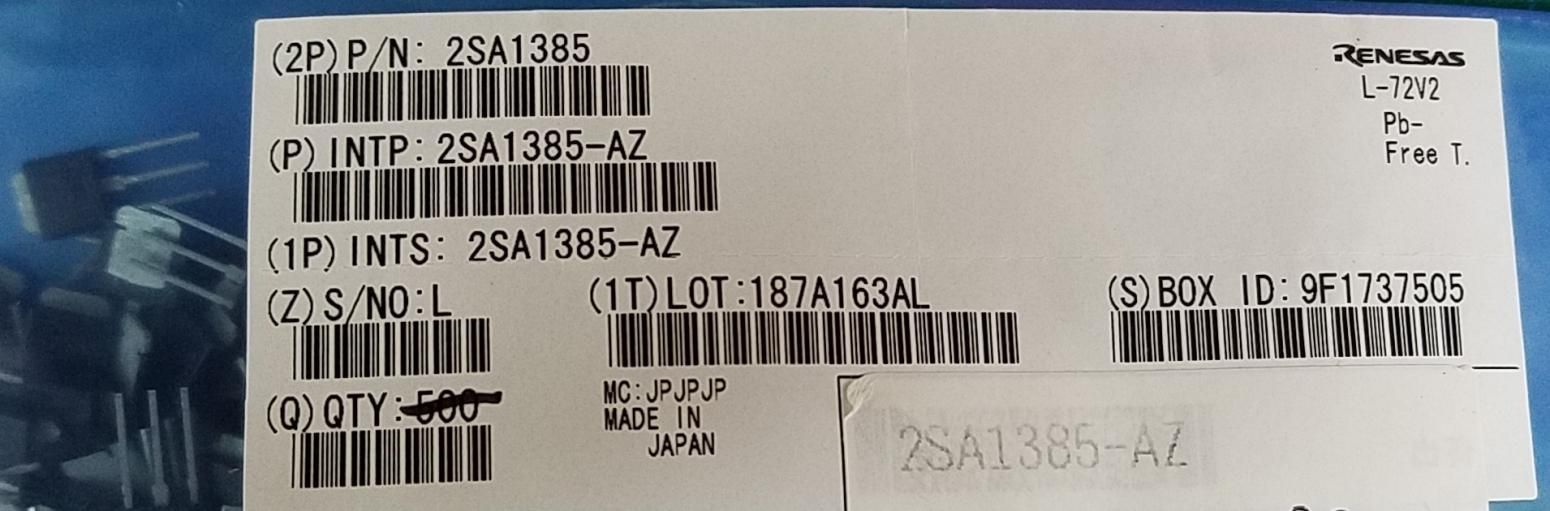 (2P) P/N: 2SA1385
RENESAS
L-72V2
Pb-
Free T.
(P) INTP: 2SA1385-AZ
(1P) INTS: 2SA1385-AZ
(Z) S/NO:L
(1T) LOT:187A163AL
(S) BOX ID: 9F1737505
(Q) QTY: 500
MC:JPJPJP
MADE IN
JAPAN
2SA1385-AZ